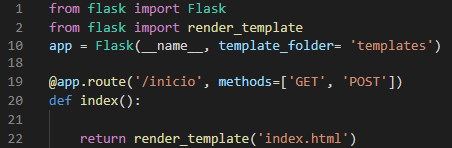 1 from flask import Flask
2 from flask import render_template
10 app = Flask(__name__, template_folder= 'templates')
18
19 @app.route('/inicio', methods=['GET', 'POST'])
20 def index():
21
22     return render_template('index.html')